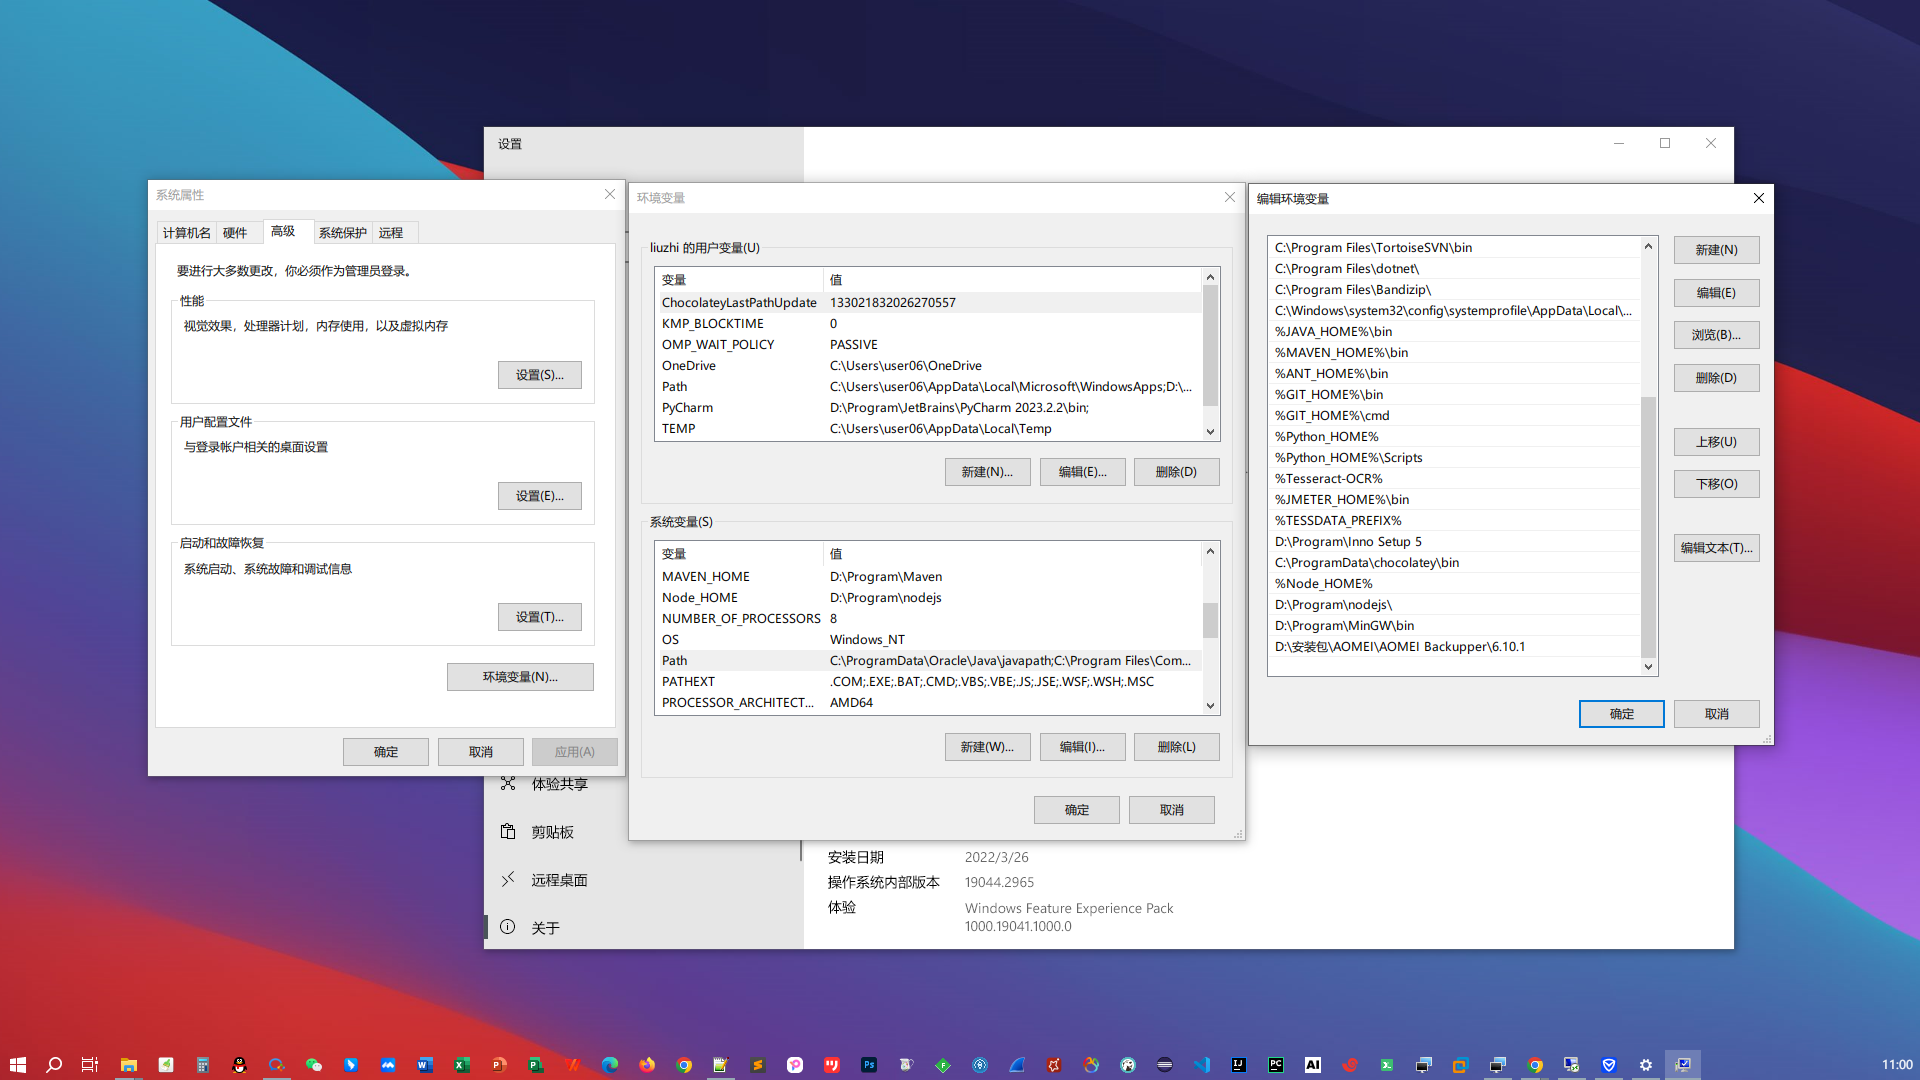 设置
系统属性
计算机名
硬件
高级
系统保护
远程
要进行大多数更改，你必须作为管理员登录。
性能
视觉效果，处理器计划，内存使用，以及虚拟内存
设置(S)...
用户配置文件
与登录帐户相关的桌面设置
设置(E)...
启动和故障恢复
系统启动、系统故障和调试信息
设置(T)...
环境变量(N)...
确定
取消
应用(A)
环境变量
liuzhi 的用户变量(U)
变量 值
ChocolateyLastPathUpdate 133021832026270557
KMP_BLOCKTIME 0
OMP_WAIT_POLICY PASSIVE
OneDrive C:\Users\user06\OneDrive
Path C:\Users\user06\AppData\Local\Microsoft\WindowsApps;D:\...
PyCharm D:\Program\JetBrains\PyCharm 2023.2.2\bin;
TEMP C:\Users\user06\AppData\Local\Temp
新建(N)...
编辑(E)...
删除(D)
系统变量(S)
变量 值
MAVEN_HOME D:\Program\Maven
Node_HOME D:\Program\nodejs
NUMBER_OF_PROCESSORS 8
OS Windows_NT
Path C:\ProgramData\Oracle\Java\javapath;C:\Program Files\Com...
PATHEXT .COM;.EXE;.BAT;.CMD;.VBS;.VBE;.JS;.JSE;.WSF;.WSH;.MSC
PROCESSOR_ARCHITECT... AMD64
新建(W)...
编辑(I)...
删除(L)
确定
取消
编辑环境变量
C:\Program Files\TortoiseSVN\bin
C:\Program Files\dotnet\
C:\Program Files\Bandizip\
C:\Windows\system32\config\systemprofile\AppData\Local\...
%JAVA_HOME%\bin
%MAVEN_HOME%\bin
%ANT_HOME%\bin
%GIT_HOME%\bin
%GIT_HOME%\cmd
%Python_HOME%
%Python_HOME%\Scripts
%Tesseract-OCR%
%JMETER_HOME%\bin
%TESSDATA_PREFIX%
D:\Program\Inno Setup 5
C:\ProgramData\chocolatey\bin
%Node_HOME%
D:\Program\nodejs\
D:\Program\MinGW\bin
D:\安装包\AOMEI\AOMEI Backupper\6.10.1
新建(N)
编辑(E)
浏览(B)...
删除(D)
上移(U)
下移(O)
编辑文本(T)...
确定
取消
体验共享
剪贴板
远程桌面
关于
安装日期 2022/3/26
操作系统内部版本 19044.2965
体验 Windows Feature Experience Pack
1000.19041.1000.0
11:00